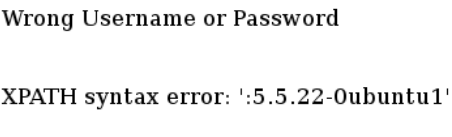 Wrong Username or Password
XPATH syntax error: ':5.5.22-0ubuntu1'